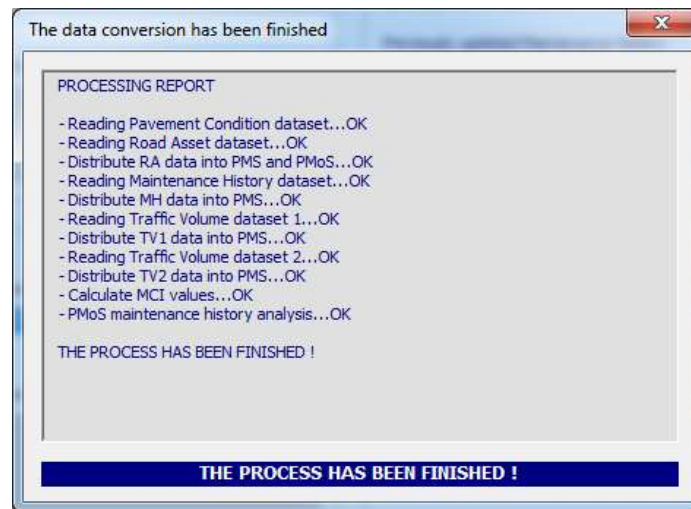 The data conversion has been finished
PROCESSING REPORT
- Reading Pavement Condition dataset...OK
- Reading Road Asset dataset...OK
- Distribute RA data into PMS and PMoS...OK
- Reading Maintenance History dataset...OK
- Distribute MH data into PMS...OK
- Reading Traffic Volume dataset 1...OK
- Distribute TV1 data into PMS...OK
- Reading Traffic Volume dataset 2...OK
- Distribute TV2 data into PMS...OK
- Calculate MCI values...OK
- PMoS maintenance history analysis...OK
THE PROCESS HAS BEEN FINISHED !
THE PROCESS HAS BEEN FINISHED !